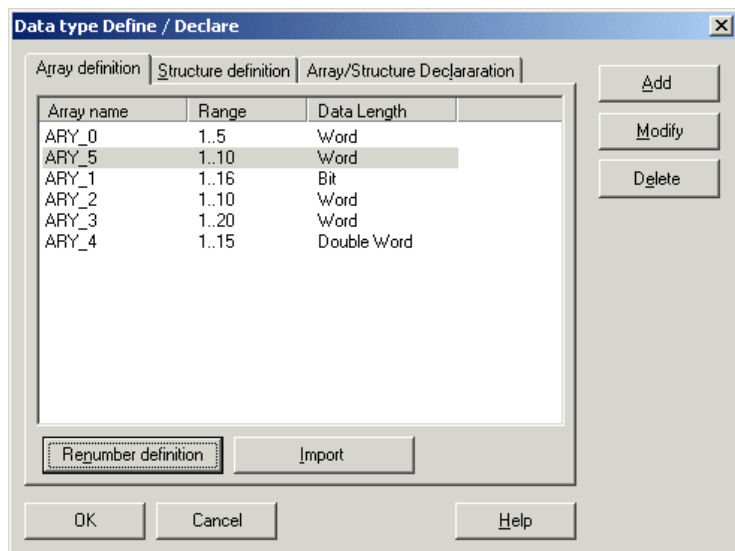 Data type Define / Declare
Array definition Structure definition Array/Structure Declararation
Add
Array name Range Data Length
Modify
ARY_0 1..5 Word
ARY_5 1..10 Word
Delete
ARY_1 1..16 Bit
ARY_2 1..10 Word
ARY_3 1..20 Word
ARY_4 1..15 Double Word
Renumber definition Import
OK Cancel Help